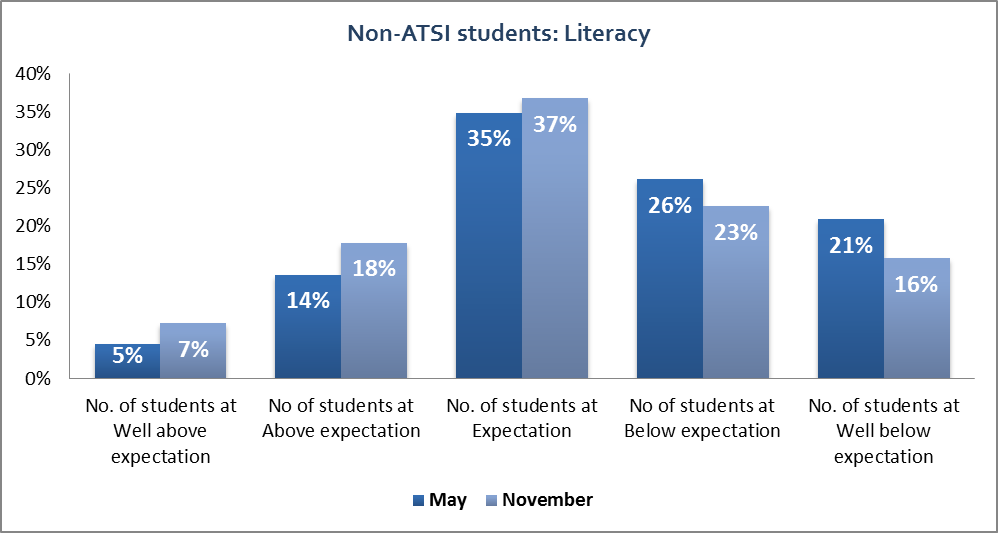 Non-ATSI students: Literacy
40%
35%
30%
25%
20%
15%
10%
5%
0%
5%
7%
14%
18%
35%
37%
26%
23%
21%
16%
No. of students at
Well above
expectation
No of students at
Above expectation
No. of students at
Expectation
No of students at
Below expectation
No. of students at
Well below
expectation
May
November